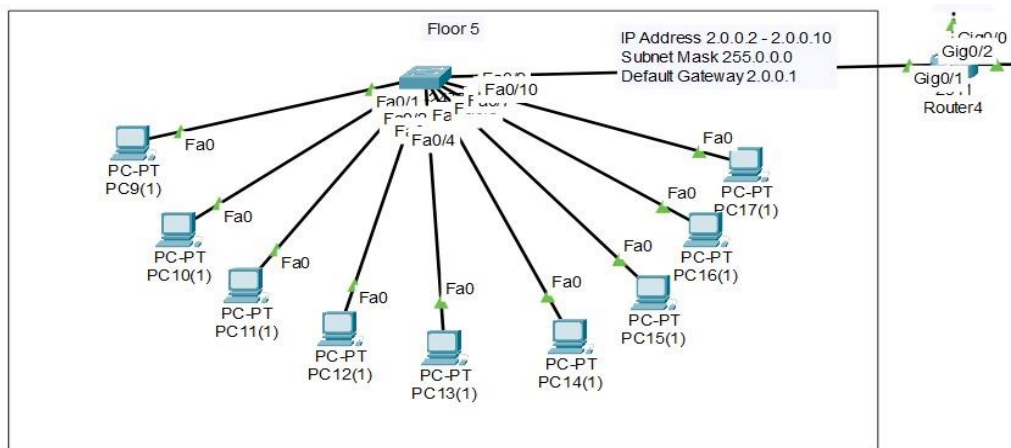 Floor 5
IP Address 2.0.0.2 - 2.0.0.10
Subnet Mask 255.0.0.0
Default Gateway 2.0.0.1
Gig0/0
Gig0/2
Gig0/1
Router4
Fa0/10
Fa0/1
Fa0/4
Fa0
PC-PT
PC9(1)
Fa0
PC-PT
PC10(1)
Fa0
PC-PT
PC11(1)
Fa0
PC-PT
PC12(1)
Fa0
PC-PT
PC13(1)
Fa0
PC-PT
PC14(1)
Fa0
PC-PT
PC15(1)
Fa0
PC-PT
PC16(1)
Fa0
PC-PT
PC17(1)